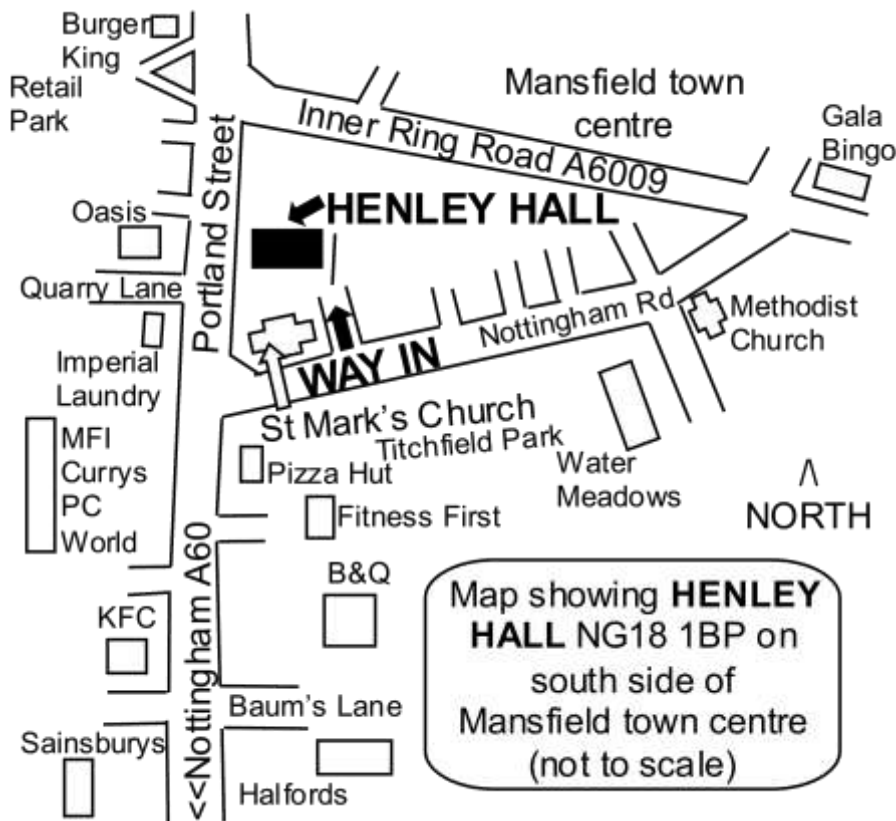 Burger
King
Retail
Park
Mansfield town
centre
Gala
Bingo
Inner Ring Road A6009
Portland Street
HENLEY HALL
Oasis
Quarry Lane
Nottingham Rd
Methodist
Church
Imperial
Laundry
WAY IN
St Mark's Church
Titchfield Park
MFI
Currys
PC
World
Pizza Hut
Water
Meadows
Fitness First
NORTH
<<Nottingham A60
B&Q
KFC
Baum's Lane
Sainsburys
Halfords
Map showing HENLEY
HALL NG18 1BP on
south side of
Mansfield town centre
(not to scale)